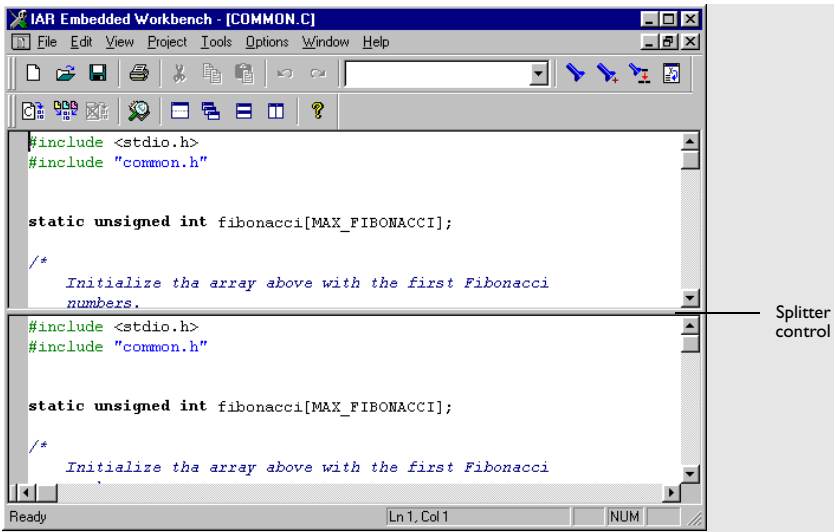 IAR Embedded Workbench - [COMMON.C]
File Edit View Project Tools Options Window Help
#include <stdio.h>
#include "common.h"
static unsigned int fibonacci[MAX_FIBONACCI];
/*
Initialize tha array above with the first Fibonacci
numbers.
Splitter
control
#include <stdio.h>
#include "common.h"
static unsigned int fibonacci[MAX_FIBONACCI];
/*
Initialize tha array above with the first Fibonacci
Ready Ln 1, Col 1 NUM